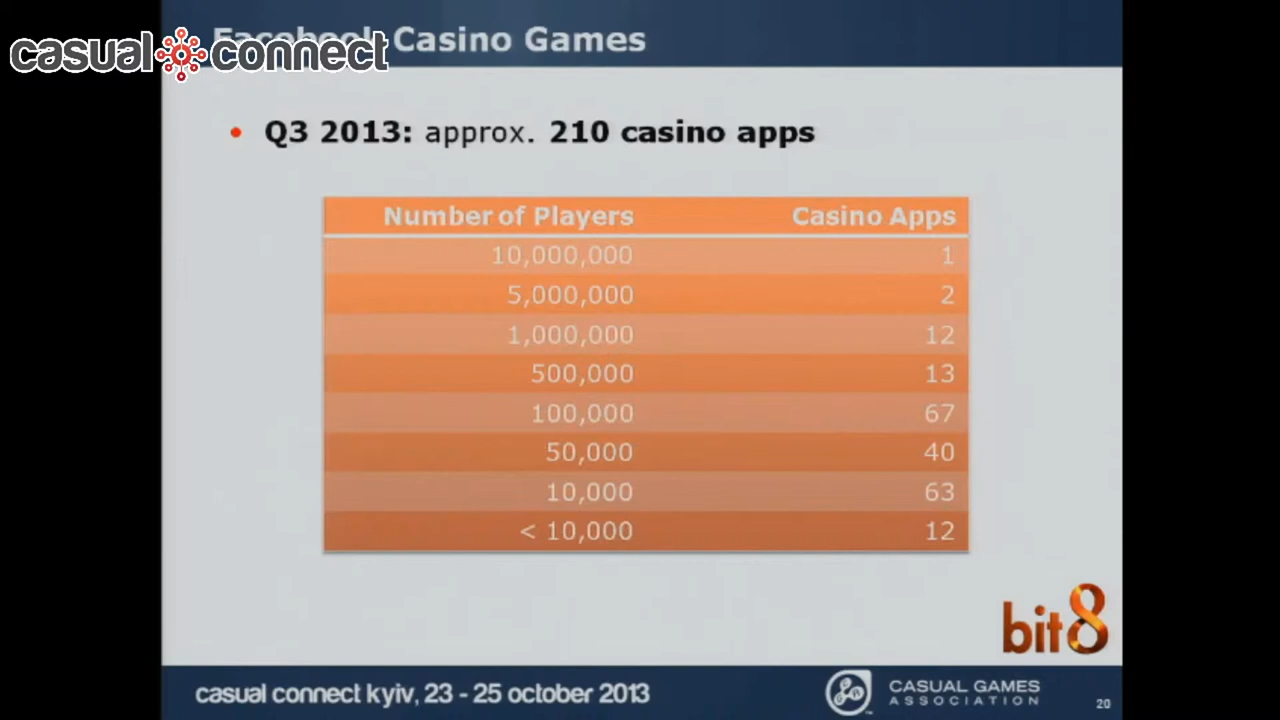 Facebook Casino Games
casual connect
• Q3 2013: approx. 210 casino apps
Number of Players Casino Apps
10,000,000 1
5,000,000 2
1,000,000 12
500,000 13
100,000 67
50,000 40
10,000 63
< 10,000 12
bit8
casual connect kyiv, 23 - 25 october 2013
CASUAL GAMES
ASSOCIATION
20